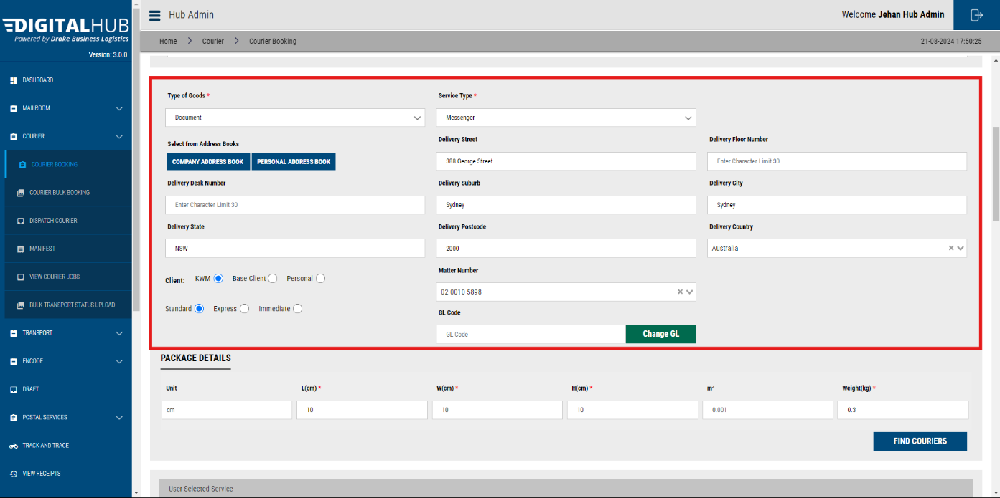 DIGITALHUB
Powered by Drake Business Logistics
Version: 3.0.0
DASHBOARD
MAILROOM
COURIER
COURIER BOOKING
COURIER BULK BOOKING
DISPATCH COURIER
MANIFEST
VIEW COURIER JOBS
BULK TRANSPORT STATUS UPLOAD
TRANSPORT
ENCODE
DRAFT
POSTAL SERVICES
TRACK AND TRACE
VIEW RECEIPTS
Hub Admin
Welcome Jehan Hub Admin
Home > Courier > Courier Booking
21-08-2024 17:50:25
Type of Goods *
Service Type *
Document
Messenger
Select from Address Books
Delivery Street
Delivery Floor Number
COMPANY ADDRESS BOOK
PERSONAL ADDRESS BOOK
388 George Street
Enter Character Limit 30
Delivery Desk Number
Delivery Suburb
Delivery City
Enter Character Limit 30
Sydney
Sydney
Delivery State
Delivery Postcode
Delivery Country
NSW
2000
Australia
Client: KWM Base Client Personal
Matter Number
02-0010-5898
Standard Express Immediate
GL Code
GL Code
Change GL
PACKAGE DETAILS
Unit
L(cm) *
W(cm) *
H(cm) *
m³
Weight(kg) *
cm
10
10
10
0.001
0.3
FIND COURIERS
User Selected Service